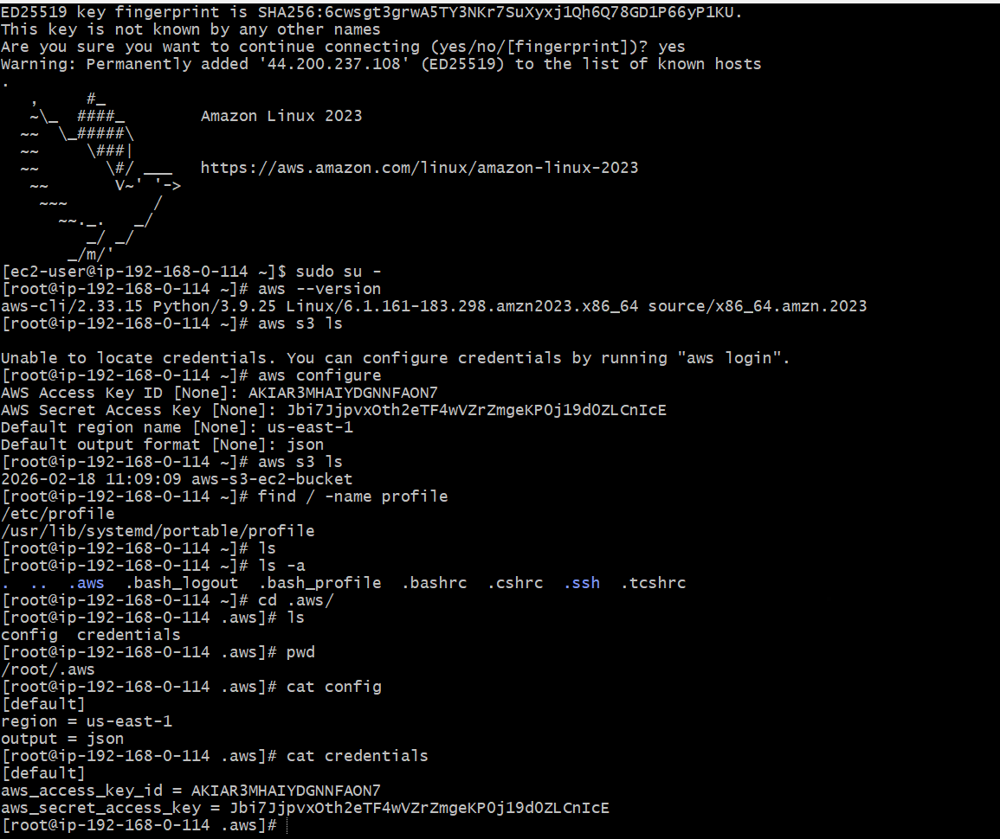 ED25519 key fingerprint is SHA256:6cwsgt3grwA5TY3NKr7SuXyxj1Qh6Q78GD1P66yP1KU.
This key is not known by any other names
Are you sure you want to continue connecting (yes/no/[fingerprint])? yes
Warning: Permanently added '44.200.237.108' (ED25519) to the list of known hosts
.
   ,     #_
   ~\_  ####_        Amazon Linux 2023
  ~~  \_#####\
  ~~     \###|
  ~~       \#/ ___   https://aws.amazon.com/linux/amazon-linux-2023
   ~~       V~' '->
    ~~~         /
      ~~._.   _/
         _/ _/
       _/m/'
[ec2-user@ip-192-168-0-114 ~]$ sudo su -
[root@ip-192-168-0-114 ~]# aws --version
aws-cli/2.33.15 Python/3.9.25 Linux/6.1.161-183.298.amzn2023.x86_64 source/x86_64.amzn.2023
[root@ip-192-168-0-114 ~]# aws s3 ls

Unable to locate credentials. You can configure credentials by running "aws login".
[root@ip-192-168-0-114 ~]# aws configure
AWS Access Key ID [None]: AKIAR3MHAIYDGNNFAON7
AWS Secret Access Key [None]: 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
Default region name [None]: us-east-1
Default output format [None]: json
[root@ip-192-168-0-114 ~]# aws s3 ls
2026-02-18 11:09:09 aws-s3-ec2-bucket
[root@ip-192-168-0-114 ~]# find / -name profile
/etc/profile
/usr/lib/systemd/portable/profile
[root@ip-192-168-0-114 ~]# ls
[root@ip-192-168-0-114 ~]# ls -a
.  ..  .aws  .bash_logout  .bash_profile  .bashrc  .cshrc  .ssh  .tcshrc
[root@ip-192-168-0-114 ~]# cd .aws/
[root@ip-192-168-0-114 .aws]# ls
config  credentials
[root@ip-192-168-0-114 .aws]# pwd
/root/.aws
[root@ip-192-168-0-114 .aws]# cat config
[default]
region = us-east-1
output = json
[root@ip-192-168-0-114 .aws]# cat credentials
[default]
aws_access_key_id = AKIAR3MHAIYDGNNFAON7
aws_secret_access_key = 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
[root@ip-192-168-0-114 .aws]#